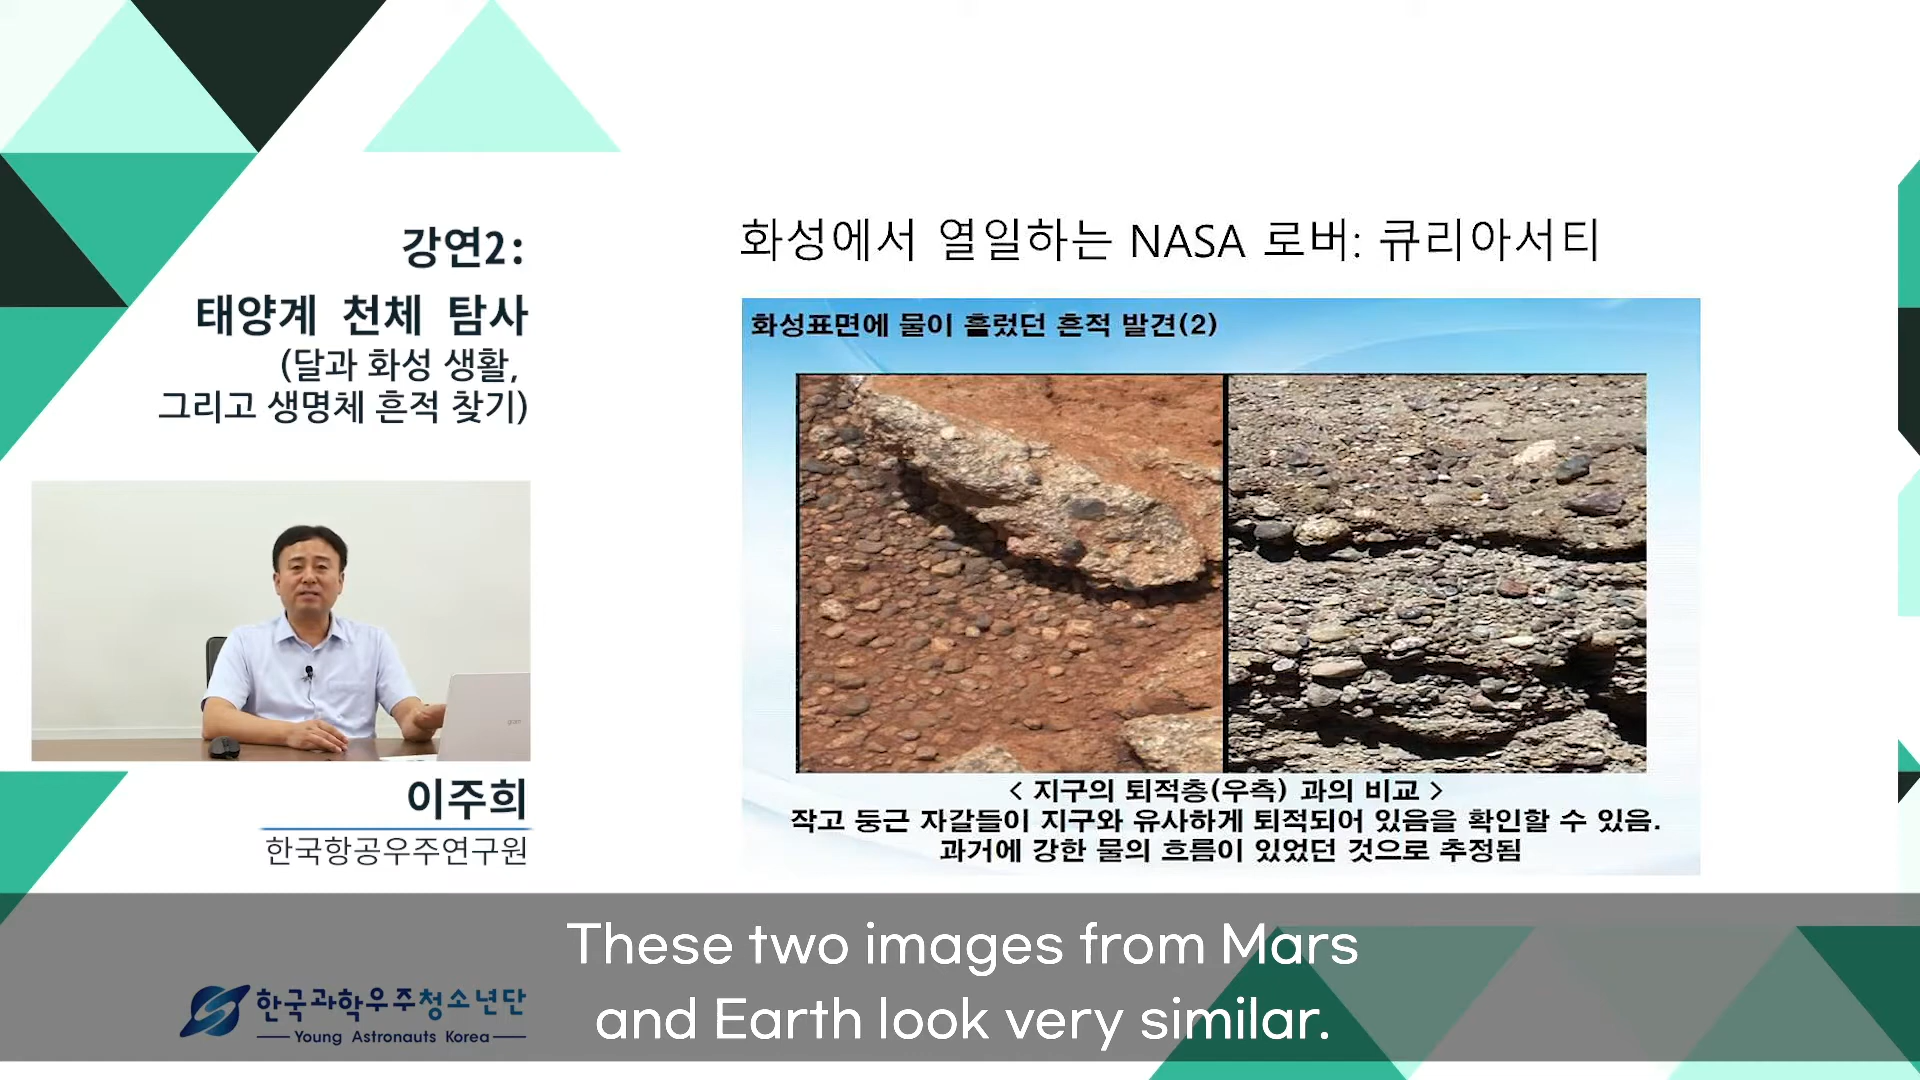 강연2:
태양계 천체 탐사
(달과 화성 생활,
그리고 생명체 흔적 찾기)
이주희
한국항공우주연구원
화성에서 열일하는 NASA 로버: 큐리아서티
화성표면에 물이 흘렀던 흔적 발견(2)
< 지구의 퇴적층(우측) 과의 비교 >
작고 둥근 자갈들이 지구와 유사하게 퇴적되어 있음을 확인할 수 있음.
과거에 강한 물의 흐름이 있었던 것으로 추정됨
These two images from Mars
and Earth look very similar.
한국과학우주청소년단
Young Astronauts Korea
gram